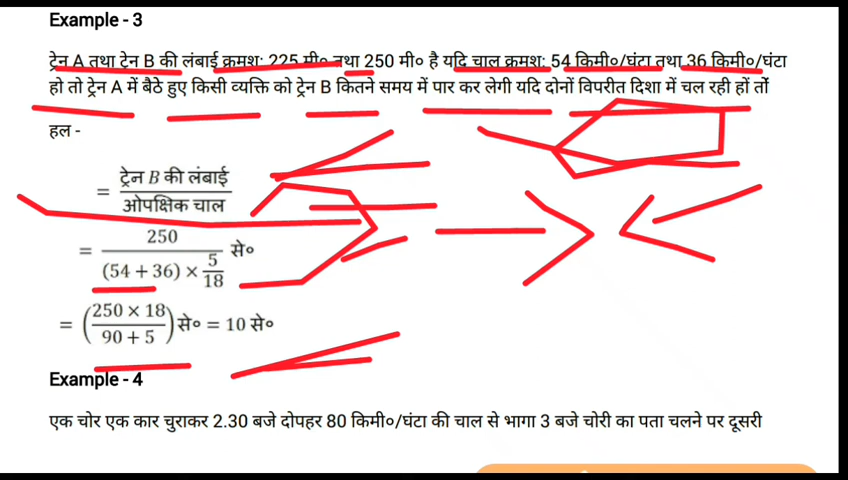 Example - 3
ट्रेन A तथा टेन B की लंबाई क्रमश: 225 मी० तथा 250 मी० है यदि चाल क्रमश: 54 किमी०/घंटा तथा 36 किमी०/घंटा
हो तो ट्रेन A में बैठे हुए किसी व्यक्ति को ट्रेन B कितने समय में पार कर लेगी यदि दोनों विपरीत दिशा में चल रही हों तों
हल -
= ट्रेन B की लंबाई / ओपक्षिक चाल
= 250 / (54 + 36) × 5/18 से०
= (250 × 18 / 90 + 5) से० = 10 से०
Example - 4
एक चोर एक कार चुराकर 2.30 बजे दोपहर 80 किमी०/घंटा की चाल से भागा 3 बजे चोरी का पता चलने पर दूसरी